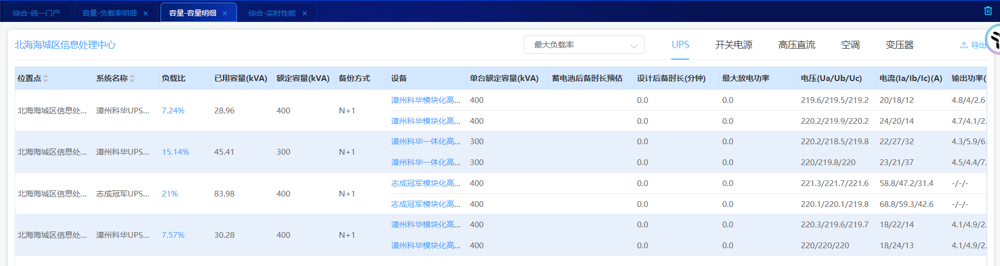 综合-统一门户 容量-负载率明细 × 容量-容量明细 × 综合-实时性能 ×
北海海城区信息处理中心 最大负载率 UPS 开关电源 高压直流 空调 变压器 导出
位置点 系统名称 负载比 已用容量(kVA) 额定容量(kVA) 备份方式 设备 单台额定容量(kVA) 蓄电池后备时长预估 设计后备时长(分钟) 最大放电功率 电压(Ua/Ub/Uc) 电流(Ia/Ib/Ic)(A) 输出功率(
漳州科华模块化高... 400 0.0 0.0 219.6/219.5/219.2 20/18/12 4.8/4/2.6
北海海城区信息处... 漳州科华UPS... 7.24% 28.96 400 N+1
漳州科华模块化高... 400 0.0 0.0 220.2/219.9/220.2 24/20/14 4.7/4.1/2.
漳州科华一体化高... 300 0.0 0.0 220.2/218.5/219.8 22/27/32 4.3/5.9/6.
北海海城区信息处... 漳州科华UPS... 15.14% 45.41 300 N+1
漳州科华一体化高... 300 0.0 0.0 220/219.8/220 23/21/37 4.5/4.4/7.
志成冠军模块化高... 400 0.0 0.0 221.3/221.7/221.6 58.8/47.2/31.4 -/-/-
北海海城区信息处... 志成冠军UPS... 21% 83.98 400 N+1
志成冠军模块化高... 400 0.0 0.0 220.1/220.1/219.8 68.8/59.3/42.6 -/-/-
漳州科华模块化高... 400 0.0 0.0 220.3/219.6/219.7 18/22/14 4.1/4.9/2.
北海海城区信息处... 漳州科华UPS... 7.57% 30.28 400 N+1
漳州科华模块化高... 400 0.0 0.0 220/220/220 18/24/13 4.1/4.9/2.